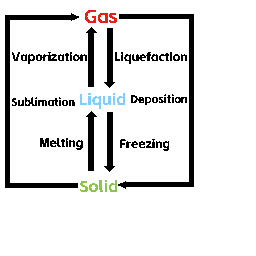 Gas
Vaporization Liquefaction
Sublimation Liquid Deposition
Melting Freezing
Solid